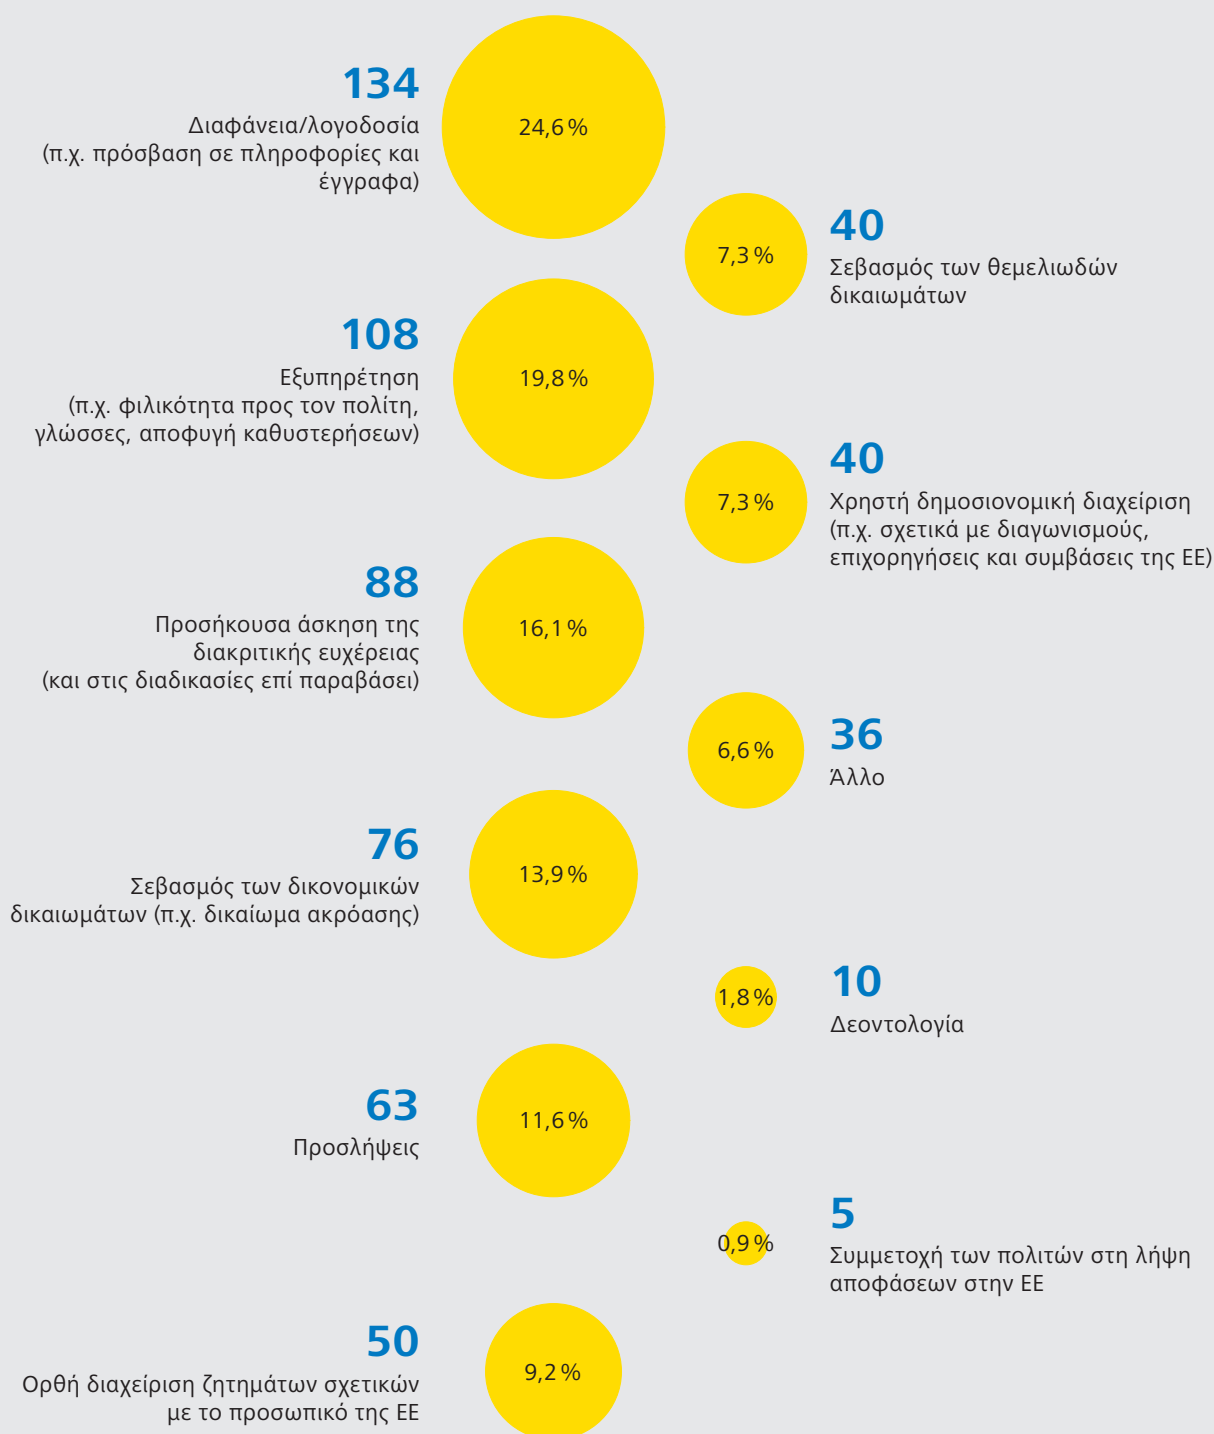 134
Διαφάνεια/λογοδοσία
(π.χ. πρόσβαση σε πληροφορίες και
έγγραφα)
24,6 %
7,3 %
40
Σεβασμός των θεμελιωδών
δικαιωμάτων
108
Εξυπηρέτηση
(π.χ. φιλικότητα προς τον πολίτη,
γλώσσες, αποφυγή καθυστερήσεων)
19,8 %
7,3 %
40
Χρηστή δημοσιονομική διαχείριση
(π.χ. σχετικά με διαγωνισμούς,
επιχορηγήσεις και συμβάσεις της ΕΕ)
88
Προσήκουσα άσκηση της
διακριτικής ευχέρειας
(και στις διαδικασίες επί παραβάσει)
16,1 %
6,6 %
36
Άλλο
76
Σεβασμός των δικονομικών
δικαιωμάτων (π.χ. δικαίωμα ακρόασης)
13,9 %
1,8 %
10
Δεοντολογία
63
Προσλήψεις
11,6 %
0,9 %
5
Συμμετοχή των πολιτών στη λήψη
αποφάσεων στην ΕΕ
50
Ορθή διαχείριση ζητημάτων σχετικών
με το προσωπικό της ΕΕ
9,2 %